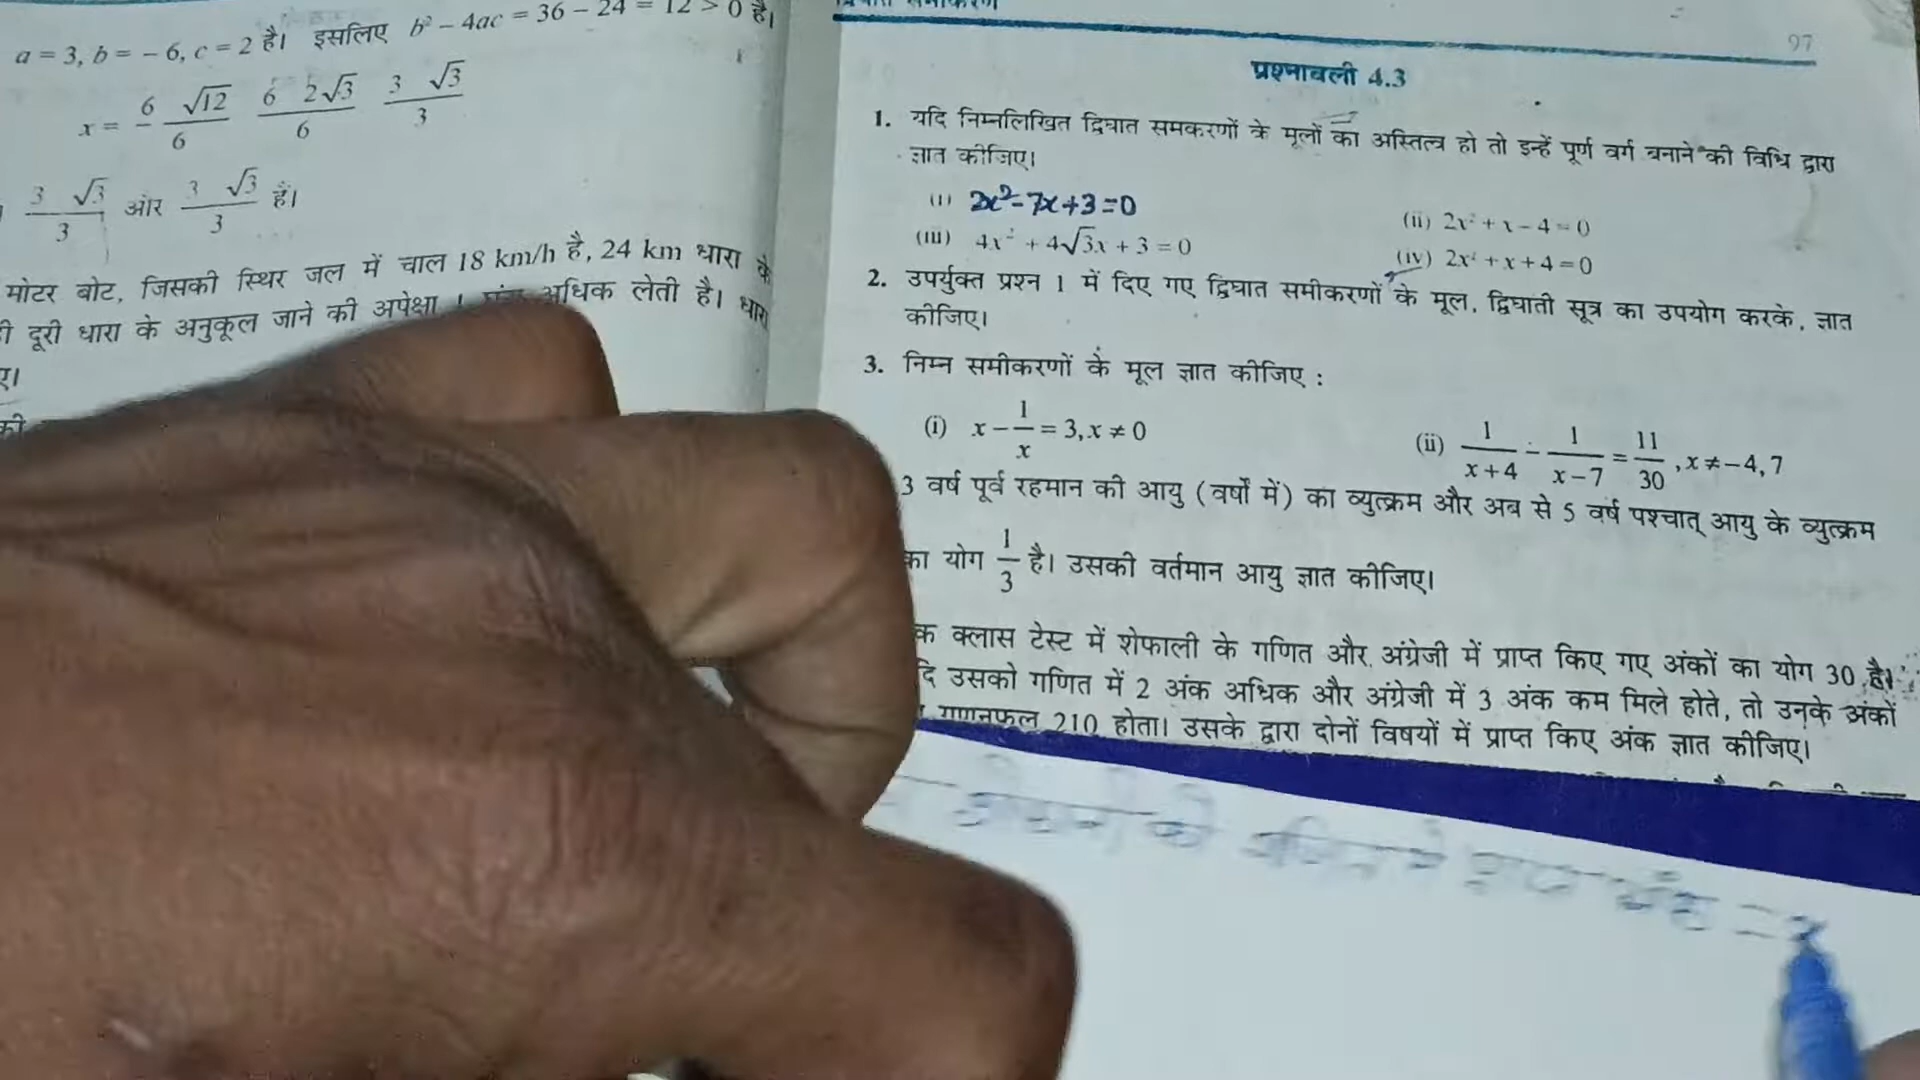 a = 3, b = – 6, c = 2 है। इसलिए b² – 4ac = 36 – 24 = 12 > 0 है।
x = 6 √12 / 6 6 2√3 / 6 3 √3 / 3
3 √3 / 3 और 3 √3 / 3 हैं।
मोटर बोट, जिसकी स्थिर जल में चाल 18 km/h है, 24 km धारा के
दूरी धारा के अनुकूल जाने की अपेक्षा 1 अधिक लेती है। धारा
97
प्रश्नावली 4.3
1. यदि निम्नलिखित द्विघात समकरणों के मूलों का अस्तित्व हो तो इन्हें पूर्ण वर्ग बनाने की विधि द्वारा
ज्ञात कीजिए।
(i) 2x² – 7x + 3 = 0
(ii) 2x² + x – 4 = 0
(iii) 4x² + 4√3x + 3 = 0
(iv) 2x² + x + 4 = 0
2. उपर्युक्त प्रश्न 1 में दिए गए द्विघात समीकरणों के मूल, द्विघाती सूत्र का उपयोग करके, ज्ञात
कीजिए।
3. निम्न समीकरणों के मूल ज्ञात कीजिए :
(i) x – 1/x = 3, x ≠ 0
(ii) 1/(x+4) – 1/(x–7) = 11/30, x ≠ – 4, 7
3 वर्ष पूर्व रहमान की आयु (वर्षों में) का व्युत्क्रम और अब से 5 वर्ष पश्चात् आयु के व्युत्क्रम
का योग 1/3 है। उसकी वर्तमान आयु ज्ञात कीजिए।
क्लास टेस्ट में शेफाली के गणित और अंग्रेजी में प्राप्त किए गए अंकों का योग 30 है।
उसको गणित में 2 अंक अधिक और अंग्रेजी में 3 अंक कम मिले होते, तो उनके अंकों
गुणनफल 210 होता। उसके द्वारा दोनों विषयों में प्राप्त किए अंक ज्ञात कीजिए।
को गणित में प्राप्त अंक = x